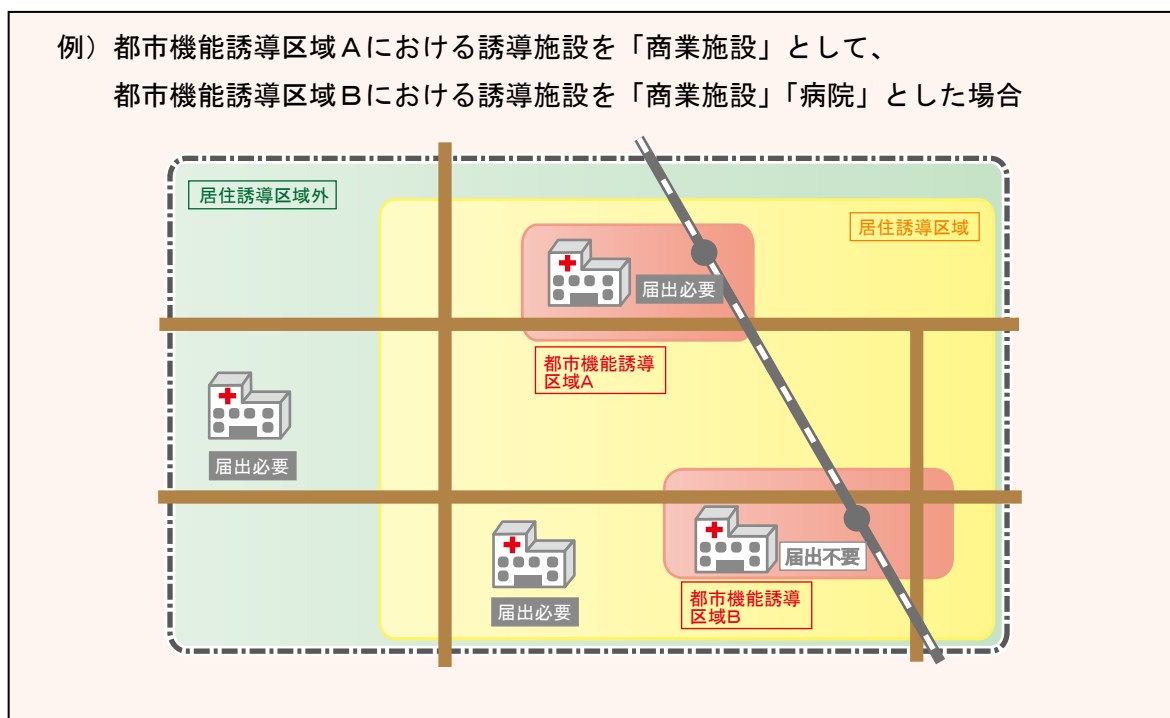 例）都市機能誘導区域Aにおける誘導施設を「商業施設」として、
都市機能誘導区域Bにおける誘導施設を「商業施設」「病院」とした場合
居住誘導区域外
居住誘導区域
届出必要
都市機能誘導
区域A
届出必要
届出不要
届出必要
都市機能誘導
区域B